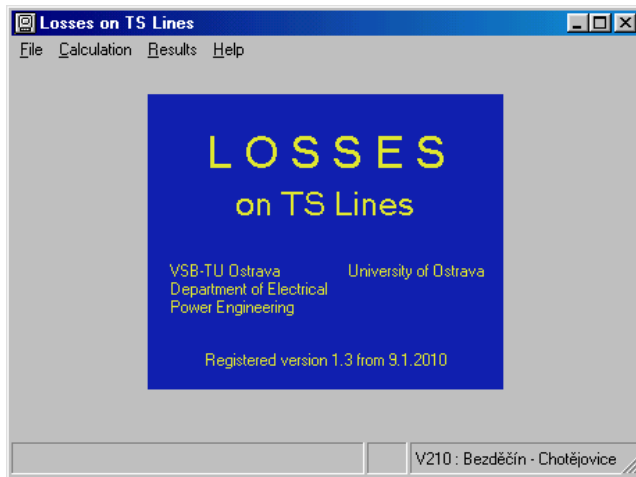 Losses on TS Lines
File Calculation Results Help
LOSSES
on TS Lines
VSB-TU Ostrava University of Ostrava
Department of Electrical
Power Engineering
Registered version 1.3 from 9.1.2010
V210 : Bezděčín - Chotějovice